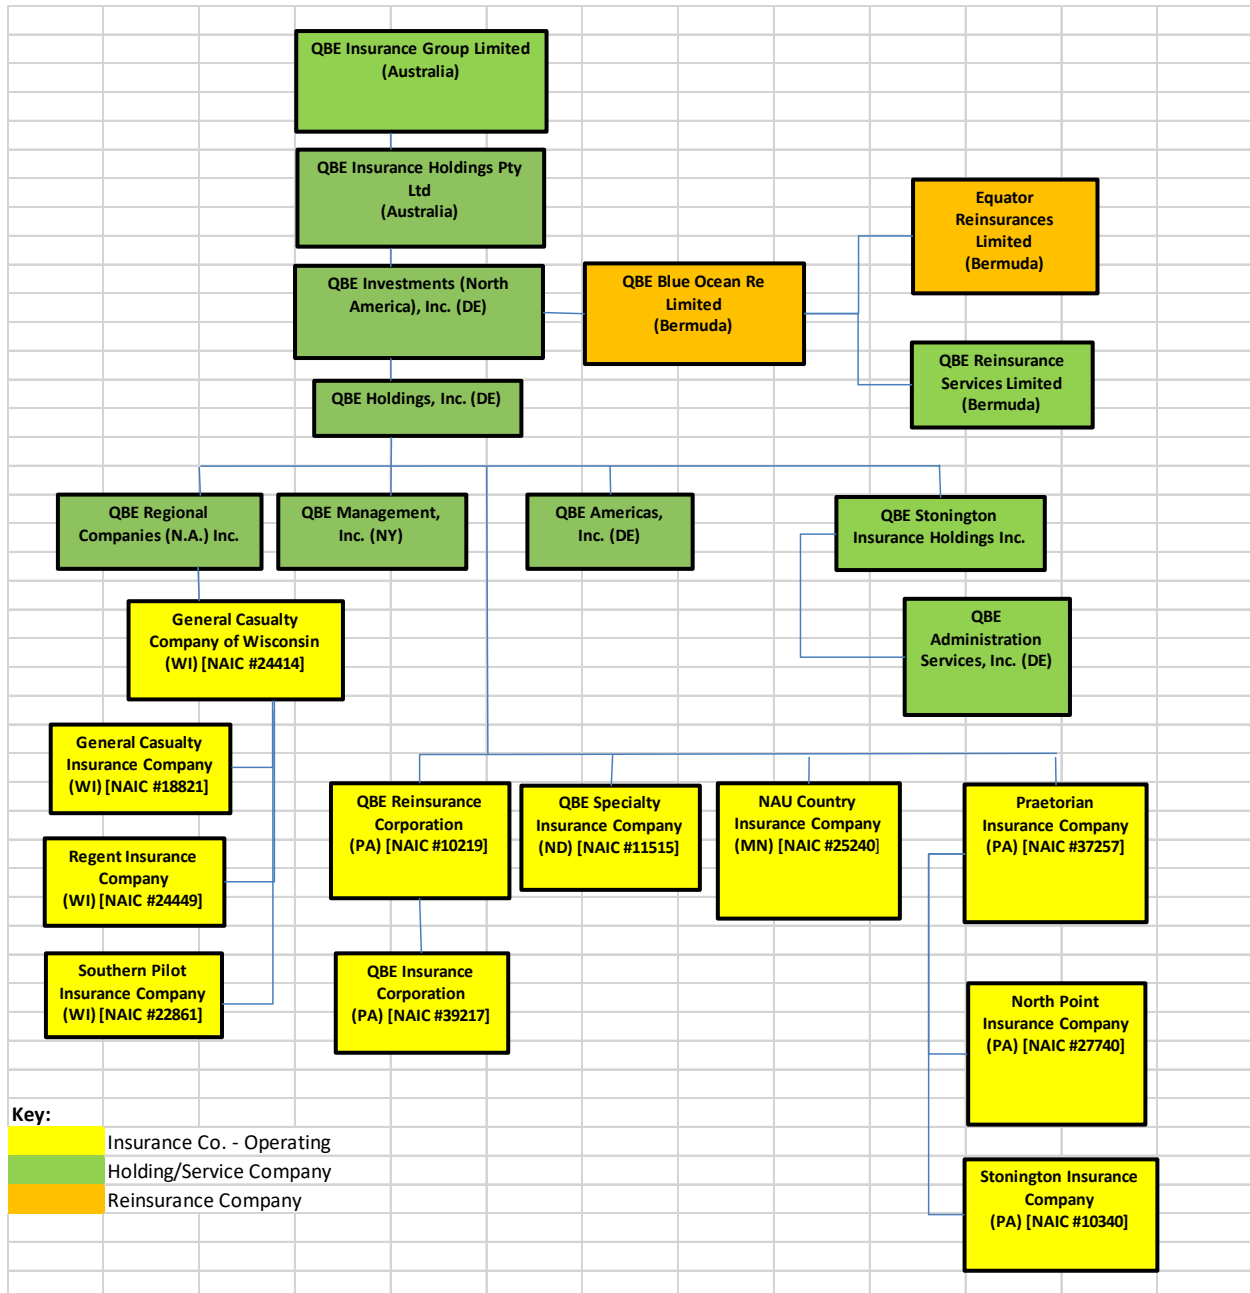 QBE Insurance Group Limited
(Australia)
QBE Insurance Holdings Pty
Ltd
(Australia)
Equator
Reinsurances
Limited
(Bermuda)
QBE Investments (North
America), Inc. (DE)
QBE Blue Ocean Re
Limited
(Bermuda)
QBE Reinsurance
Services Limited
(Bermuda)
QBE Holdings, Inc. (DE)
QBE Regional
Companies (N.A.) Inc.
QBE Management,
Inc. (NY)
QBE Americas,
Inc. (DE)
QBE Stonington
Insurance Holdings Inc.
General Casualty
Company of Wisconsin
(WI) [NAIC #24414]
QBE
Administration
Services, Inc. (DE)
General Casualty
Insurance Company
(WI) [NAIC #18821]
QBE Reinsurance
Corporation
(PA) [NAIC #10219]
QBE Specialty
Insurance Company
(ND) [NAIC #11515]
NAU Country
Insurance Company
(MN) [NAIC #25240]
Praetorian
Insurance Company
(PA) [NAIC #37257]
Regent Insurance
Company
(WI) [NAIC #24449]
Southern Pilot
Insurance Company
(WI) [NAIC #22861]
QBE Insurance
Corporation
(PA) [NAIC #39217]
North Point
Insurance Company
(PA) [NAIC #27740]
Stonington Insurance
Company
(PA) [NAIC #10340]
Key:
Insurance Co. - Operating
Holding/Service Company
Reinsurance Company